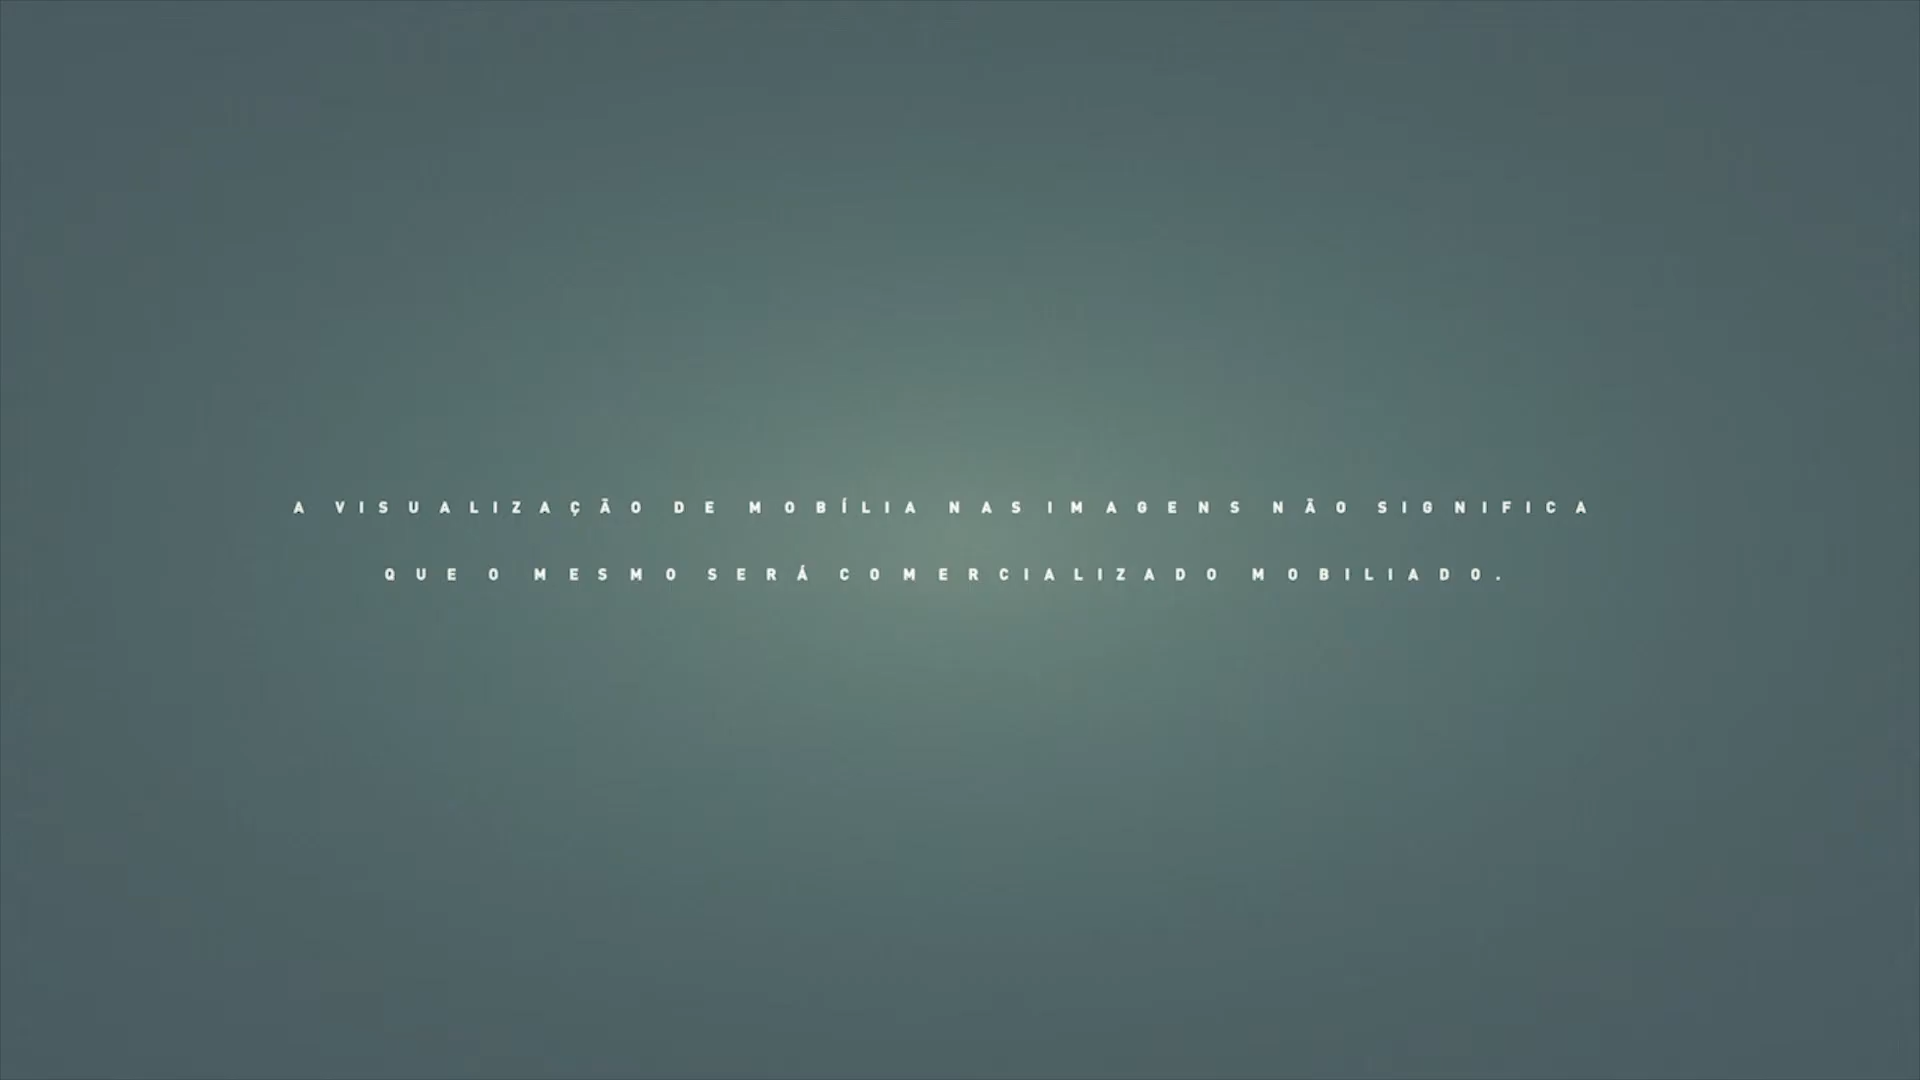 A VISUALIZAÇÃO DE MOBÍLIA NAS IMAGENS NÃO SIGNIFICA
QUE O MESMO SERÁ COMERCIALIZADO MOBILIADO.